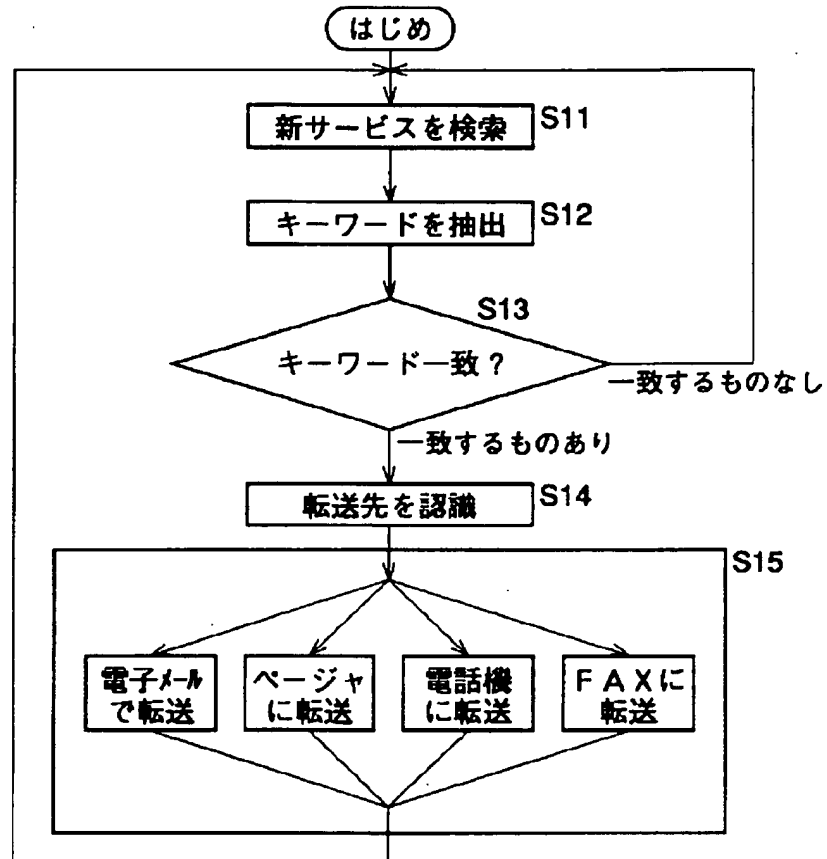 はじめ
新サービスを検索 S11
キーワードを抽出 S12
S13
キーワード一致？
一致するものなし
一致するものあり
転送先を認識 S14
S15
電子ﾒｰﾙ
で転送
ページャ
に転送
電話機
に転送
ＦＡＸに
転送